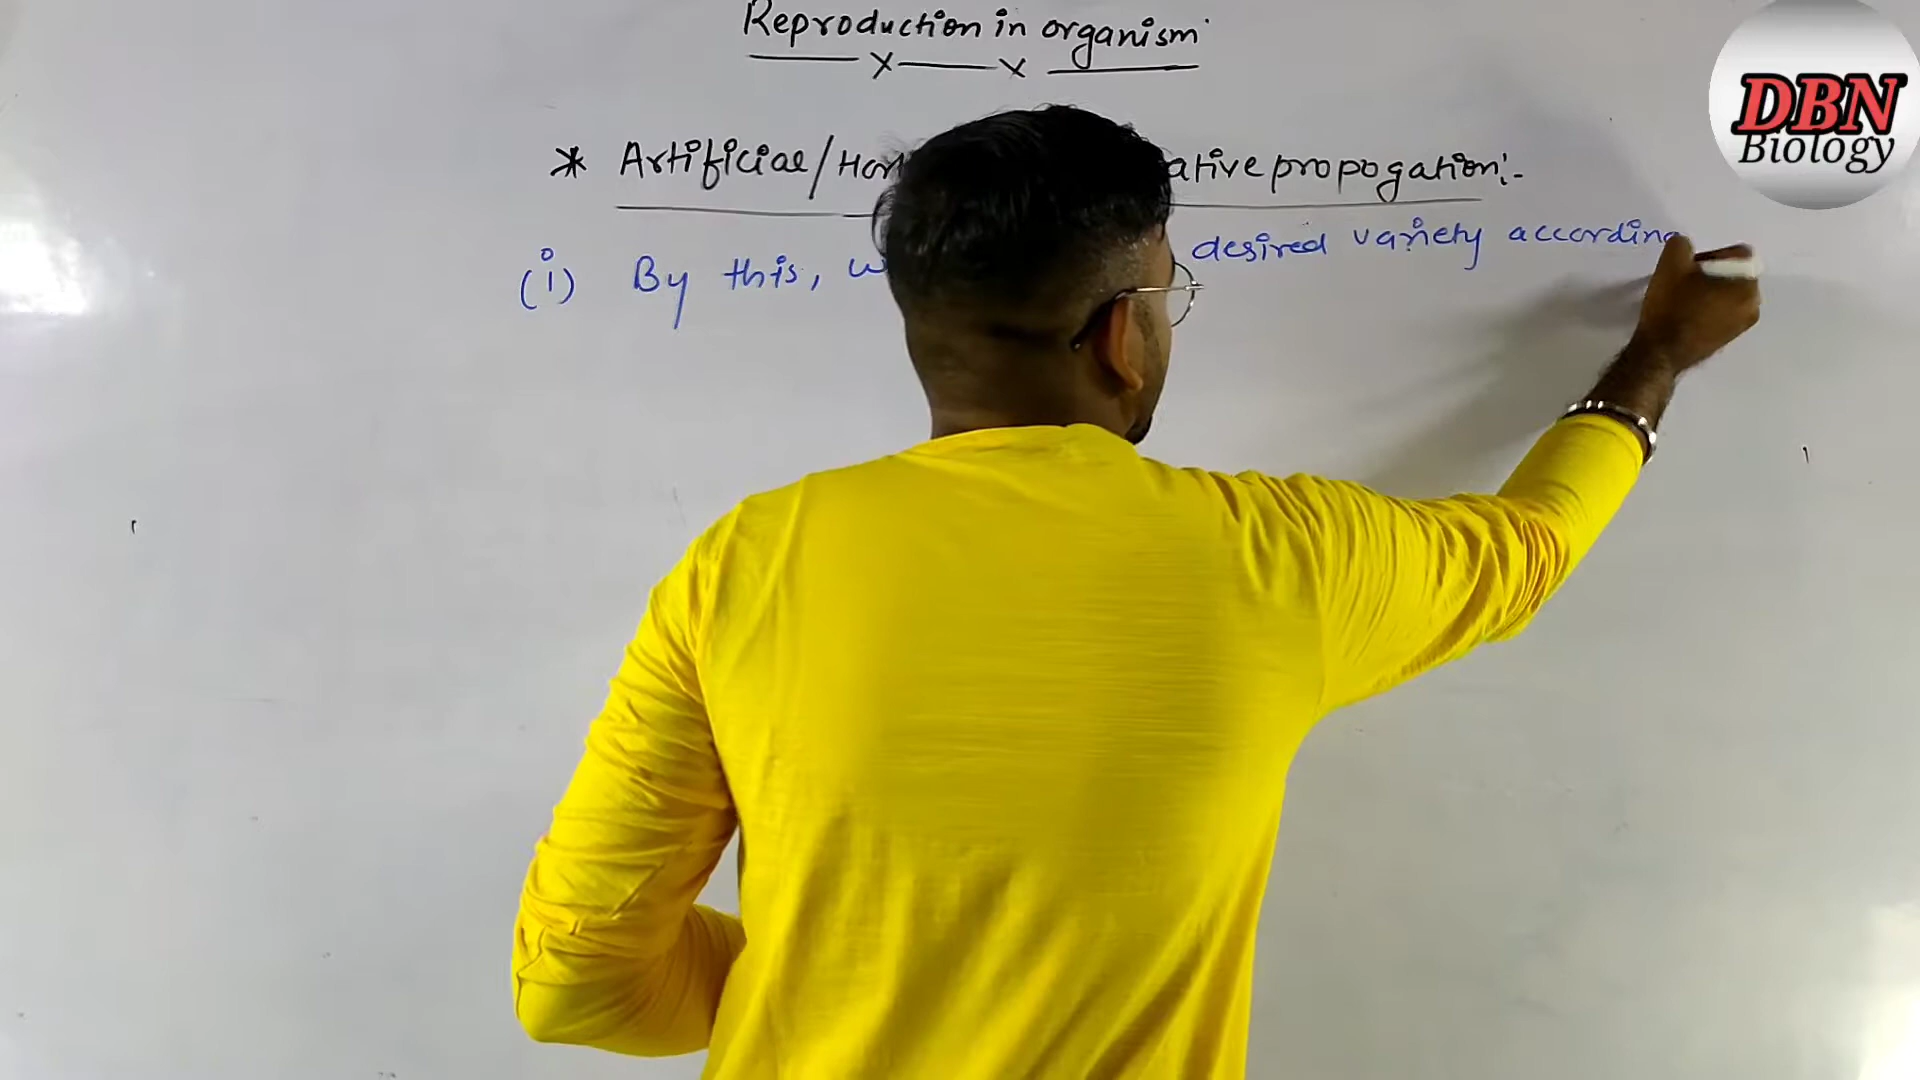 Reproduction in organism
* Artificial/Hor ative propogation:-
(i) By this, w desired variety according
DBN
Biology